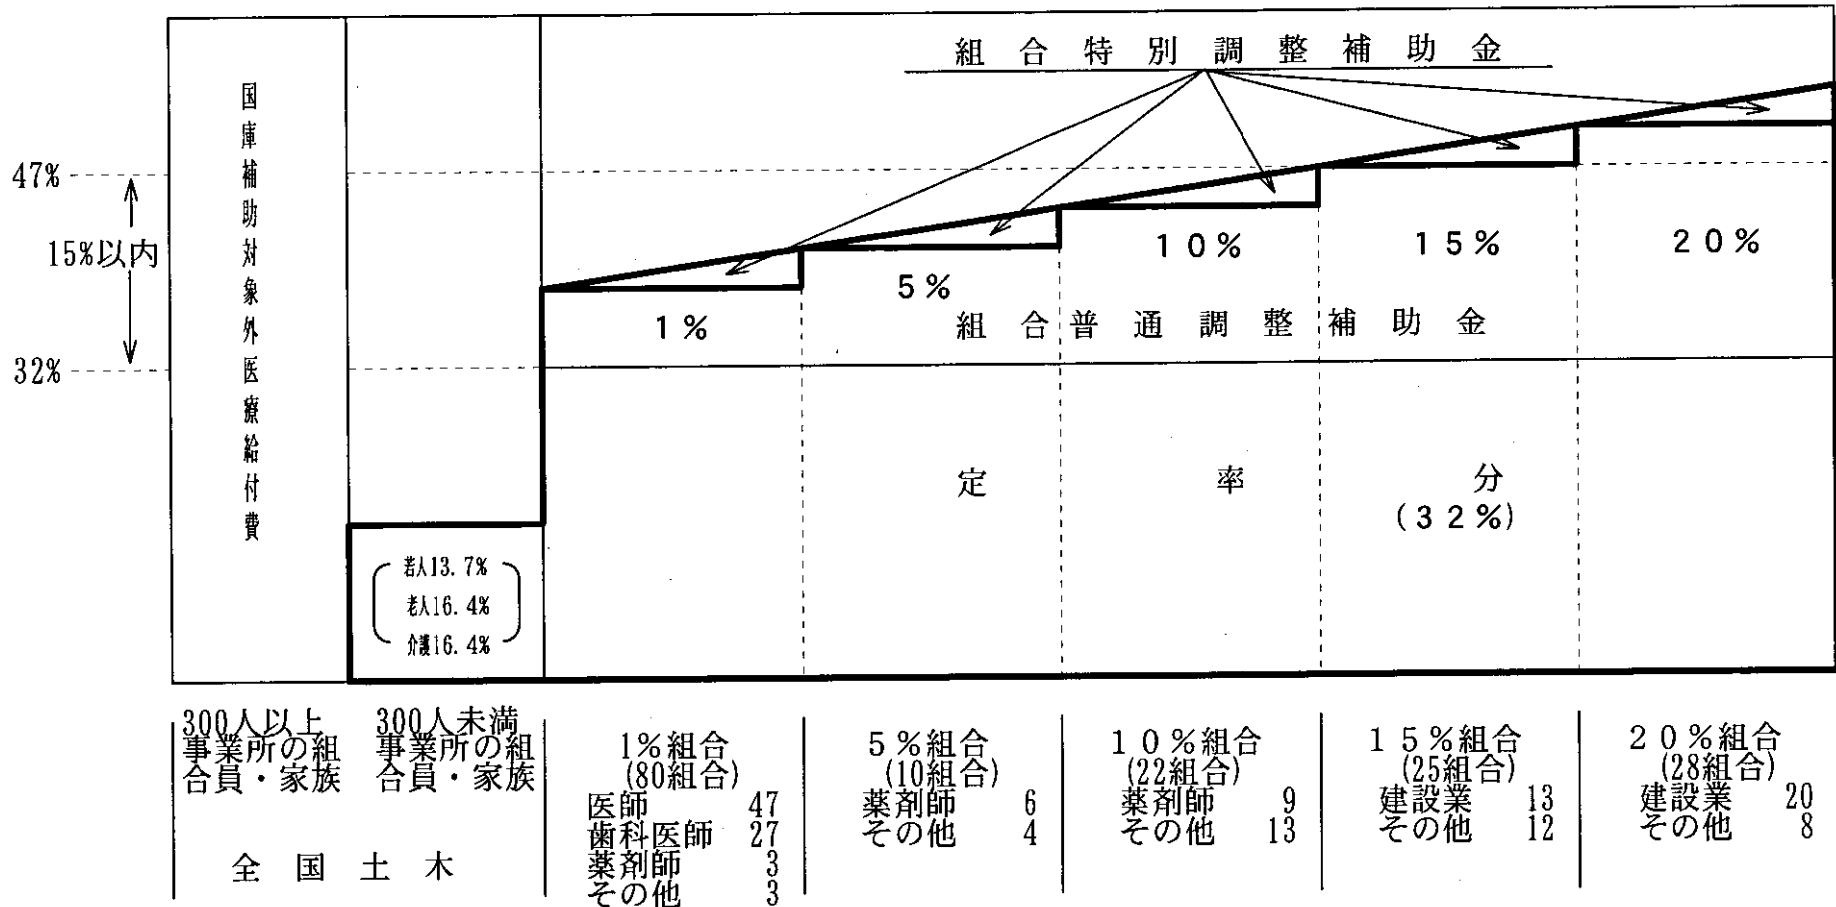 組合特別調整補助金
国庫補助対象外医療給付費
47%
15%以内
32%
1%
5%
10%
15%
20%
組合普通調整補助金
定率分
(32%)
若人13.7%
老人16.4%
介護16.4%
300人以上
事業所の組
合員・家族
300人未満
事業所の組
合員・家族
全国土木
1%組合
(80組合)
医師 47
歯科医師 27
薬剤師 3
その他 3
5%組合
(10組合)
薬剤師 6
その他 4
10%組合
(22組合)
薬剤師 9
その他 13
15%組合
(25組合)
建設業 13
その他 12
20%組合
(28組合)
建設業 20
その他 8